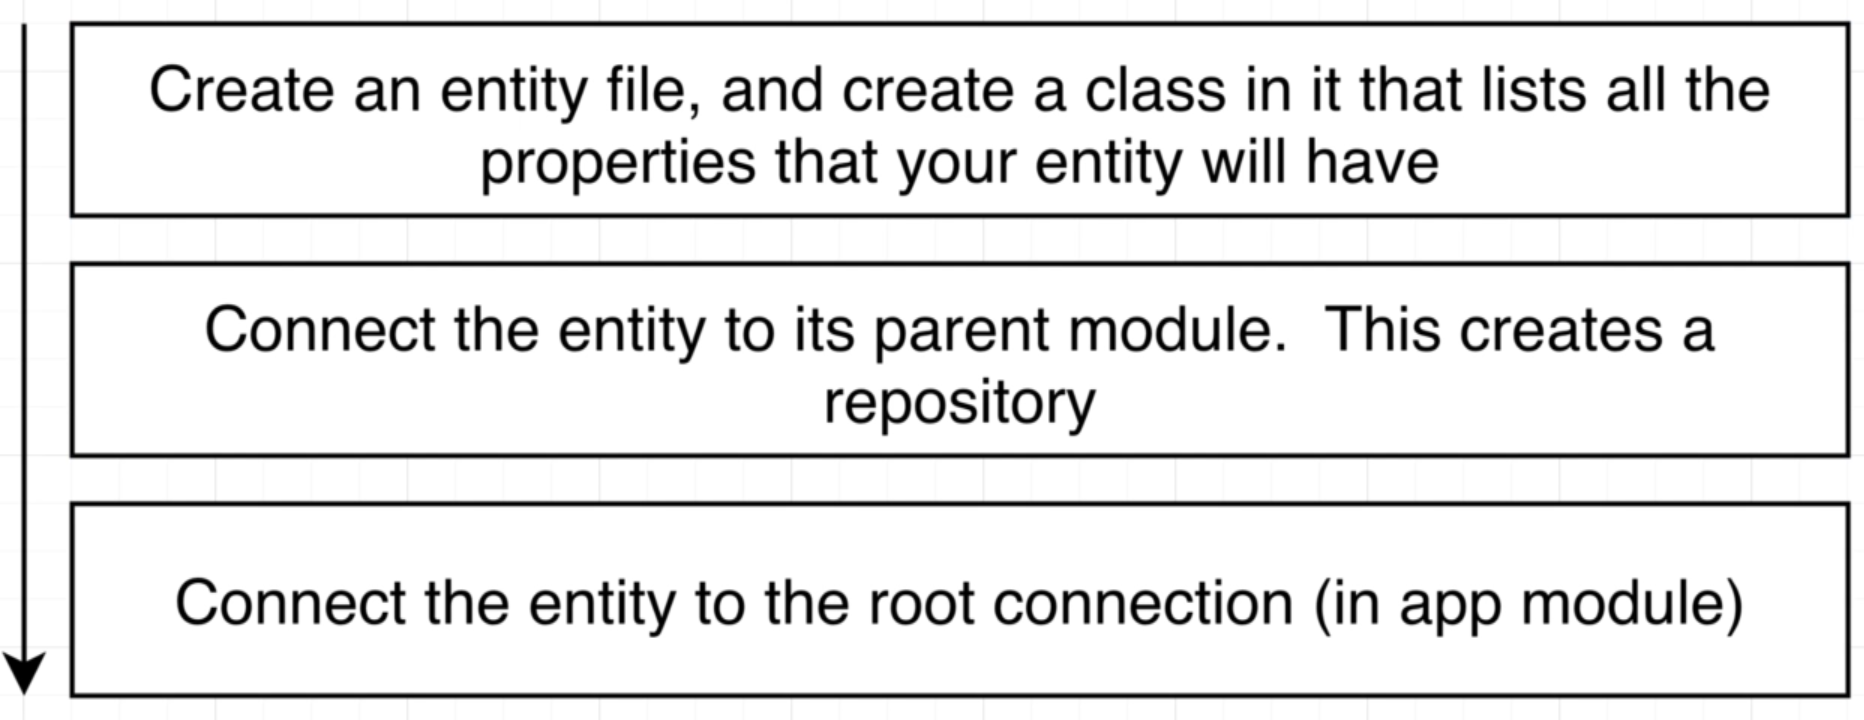 Create an entity file, and create a class in it that lists all the
properties that your entity will have
Connect the entity to its parent module.  This creates a
repository
Connect the entity to the root connection (in app module)